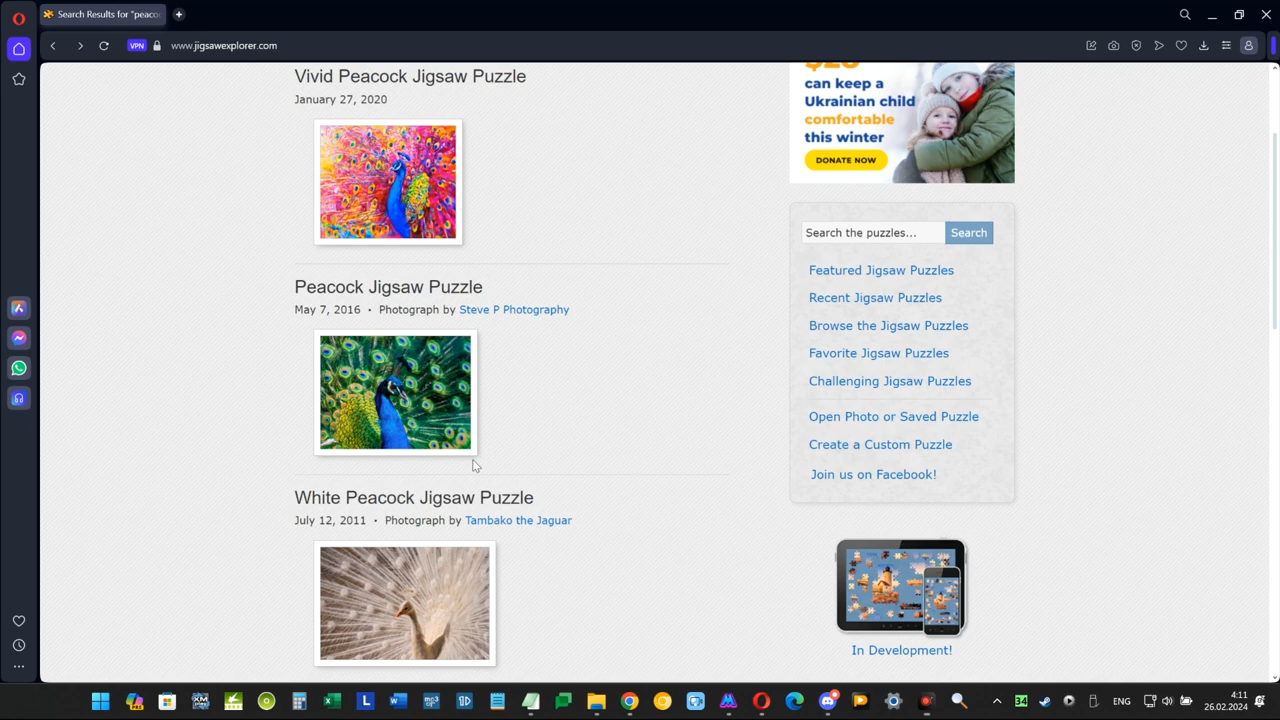 Search Results for "peaco
VPN
www.jigsawexplorer.com
Vivid Peacock Jigsaw Puzzle
January 27, 2020
Peacock Jigsaw Puzzle
May 7, 2016 • Photograph by Steve P Photography
White Peacock Jigsaw Puzzle
July 12, 2011 • Photograph by Tambako the Jaguar
can keep a
Ukrainian child
comfortable
this winter
DONATE NOW
Search the puzzles...
Search
Featured Jigsaw Puzzles
Recent Jigsaw Puzzles
Browse the Jigsaw Puzzles
Favorite Jigsaw Puzzles
Challenging Jigsaw Puzzles
Open Photo or Saved Puzzle
Create a Custom Puzzle
Join us on Facebook!
In Development!
ENG
4:11
26.02.2024